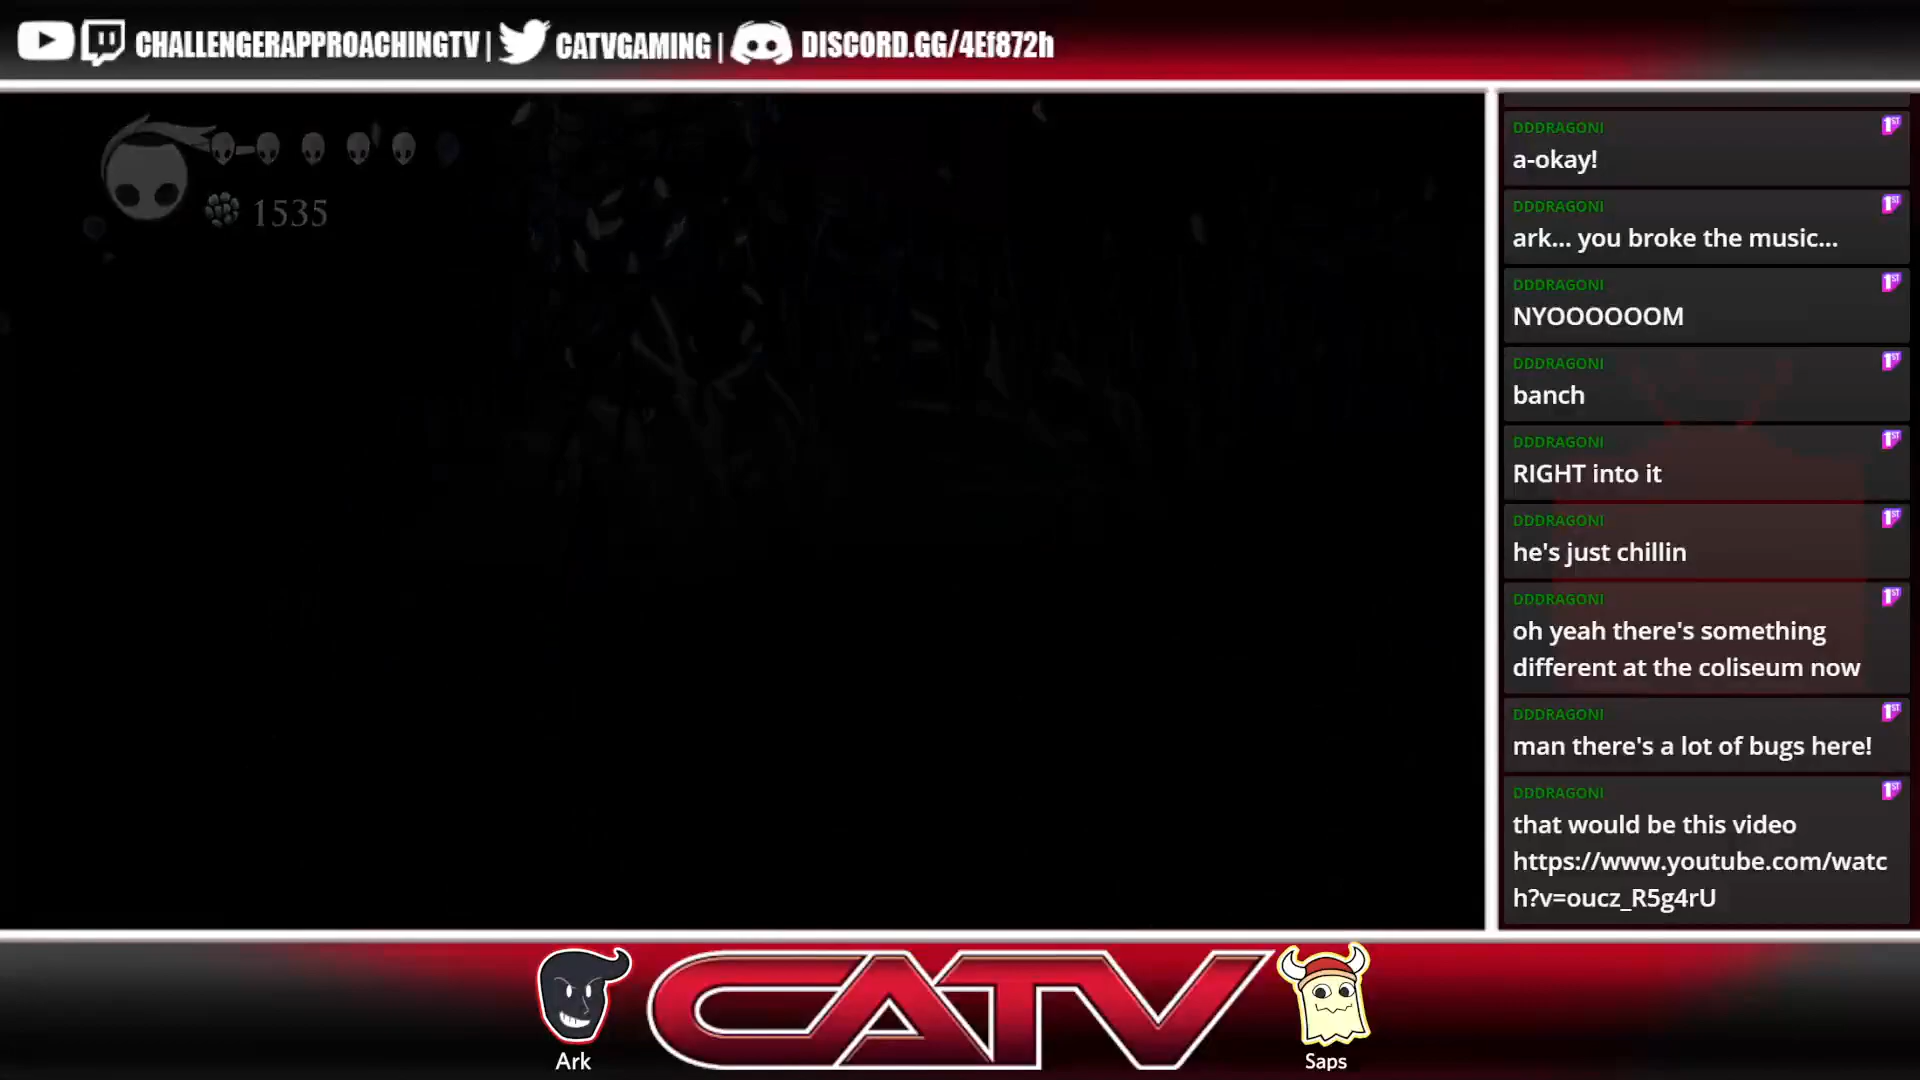 CHALLENGERAPPROACHINGTV | CATVGAMING | DISCORD.GG/4Ef872h
1535
DDDRAGONI
a-okay!
DDDRAGONI
ark... you broke the music...
DDDRAGONI
NYOOOOOOM
DDDRAGONI
banch
DDDRAGONI
RIGHT into it
DDDRAGONI
he's just chillin
DDDRAGONI
oh yeah there's something
different at the coliseum now
DDDRAGONI
man there's a lot of bugs here!
DDDRAGONI
that would be this video
https://www.youtube.com/watc
h?v=oucz_R5g4rU
CATV
Ark
Saps